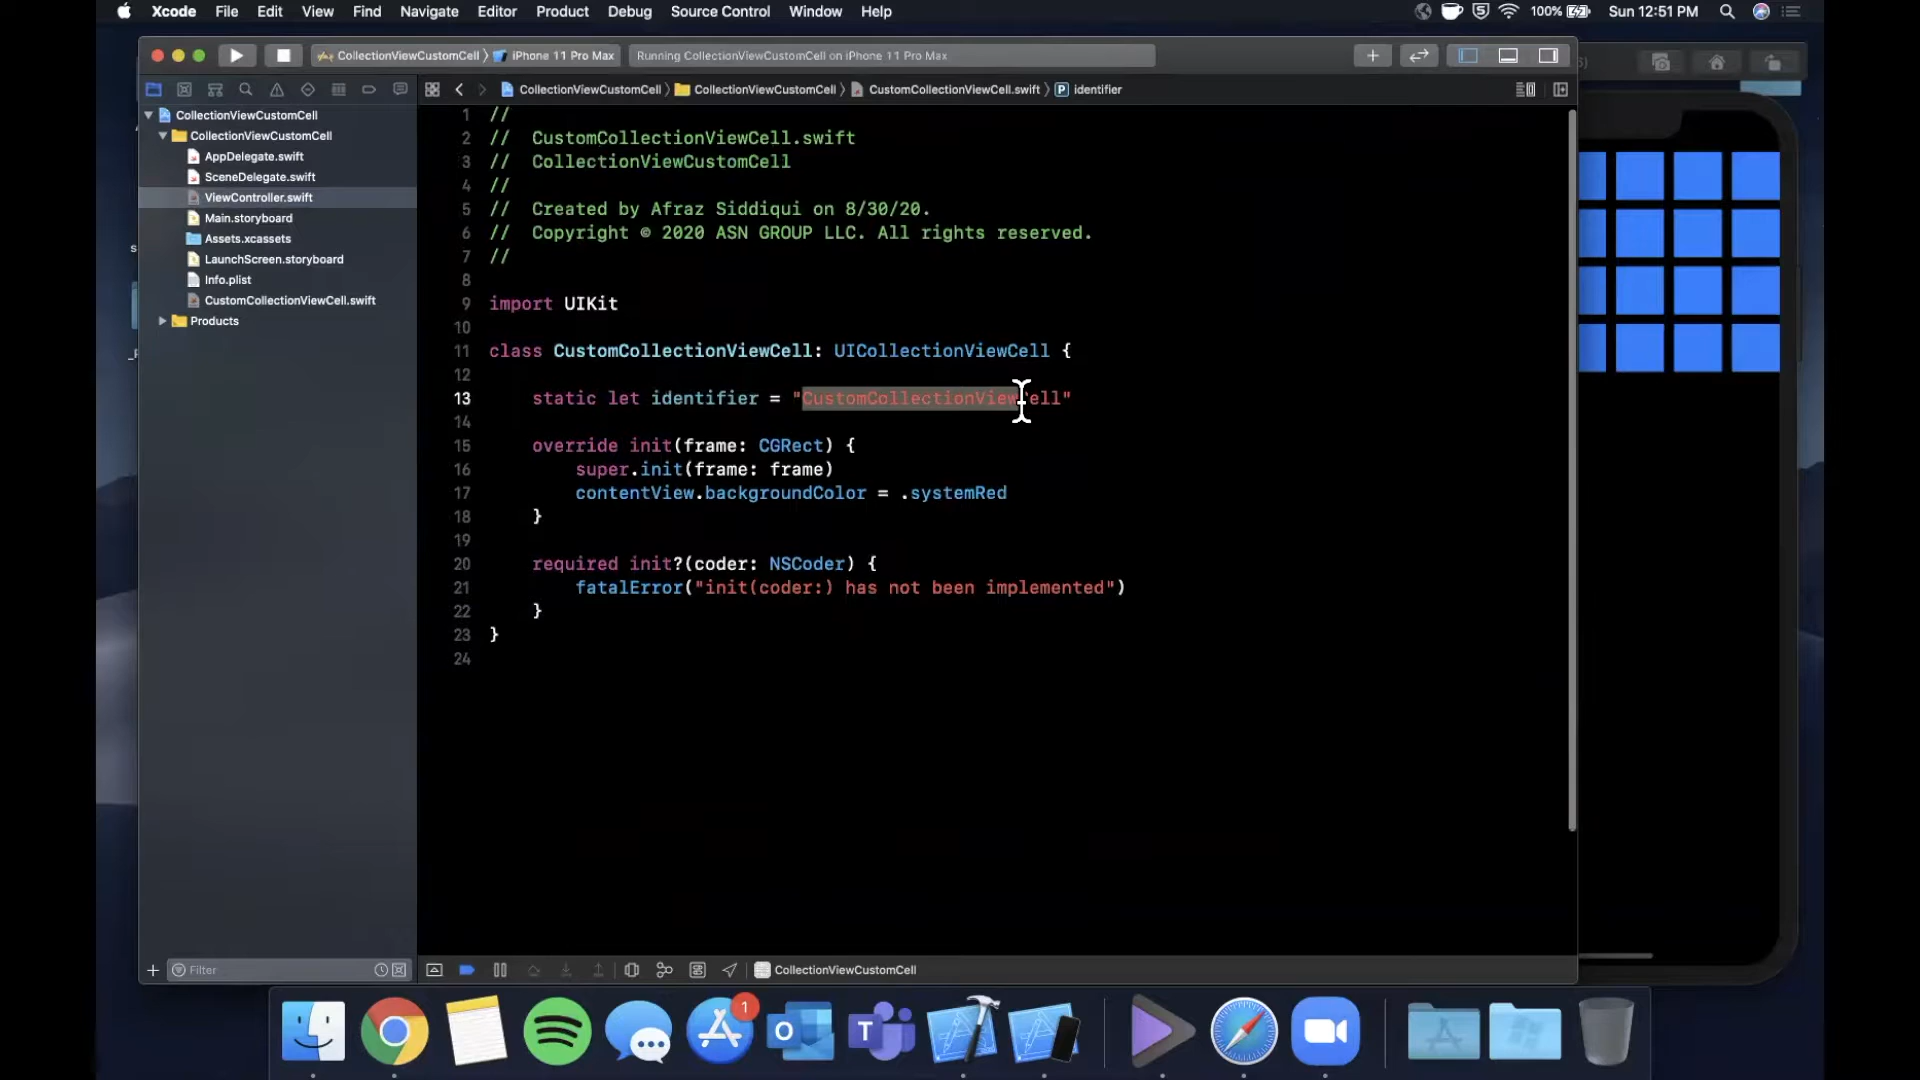 Xcode File Edit View Find Navigate Editor Product Debug Source Control Window Help 100% Sun 12:51 PM
CollectionViewCustomCell 〉 iPhone 11 Pro Max Running CollectionViewCustomCell on iPhone 11 Pro Max
CollectionViewCustomCell 〉 CollectionViewCustomCell 〉 CustomCollectionViewCell.swift 〉 P identifier
CollectionViewCustomCell
CollectionViewCustomCell
AppDelegate.swift
SceneDelegate.swift
ViewController.swift
Main.storyboard
Assets.xcassets
LaunchScreen.storyboard
Info.plist
CustomCollectionViewCell.swift
Products
1 //
2 // CustomCollectionViewCell.swift
3 // CollectionViewCustomCell
4 //
5 // Created by Afraz Siddiqui on 8/30/20.
6 // Copyright © 2020 ASN GROUP LLC. All rights reserved.
7 //
8
9 import UIKit
10
11 class CustomCollectionViewCell: UICollectionViewCell {
12
13 static let identifier = "CustomCollectionViewCell"
14
15 override init(frame: CGRect) {
16 super.init(frame: frame)
17 contentView.backgroundColor = .systemRed
18 }
19
20 required init?(coder: NSCoder) {
21 fatalError("init(coder:) has not been implemented")
22 }
23 }
24
Filter
CollectionViewCustomCell
1